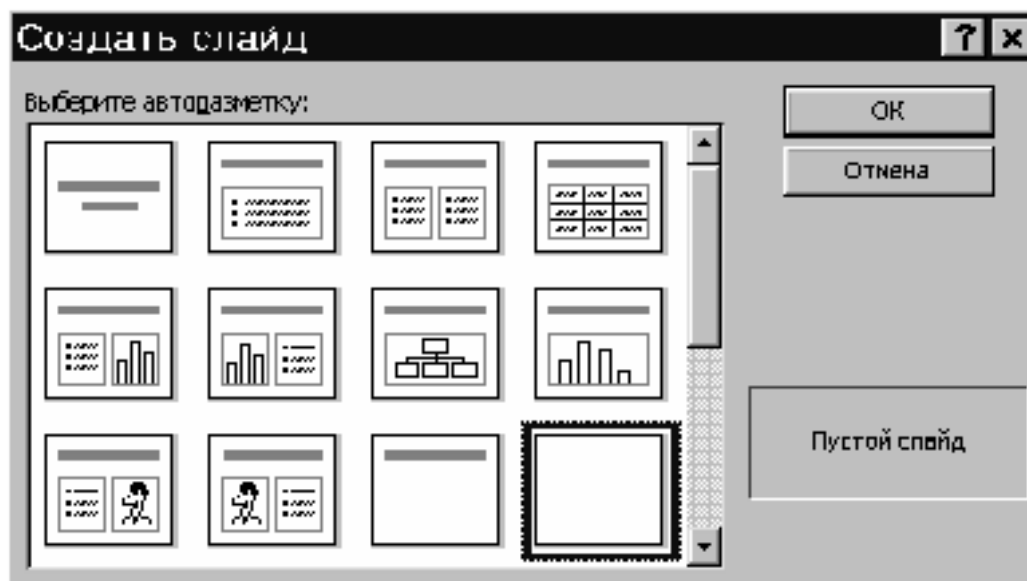 Создать слайд
Выберите авторазметку:
ОК
Отмена
Пустой слайд